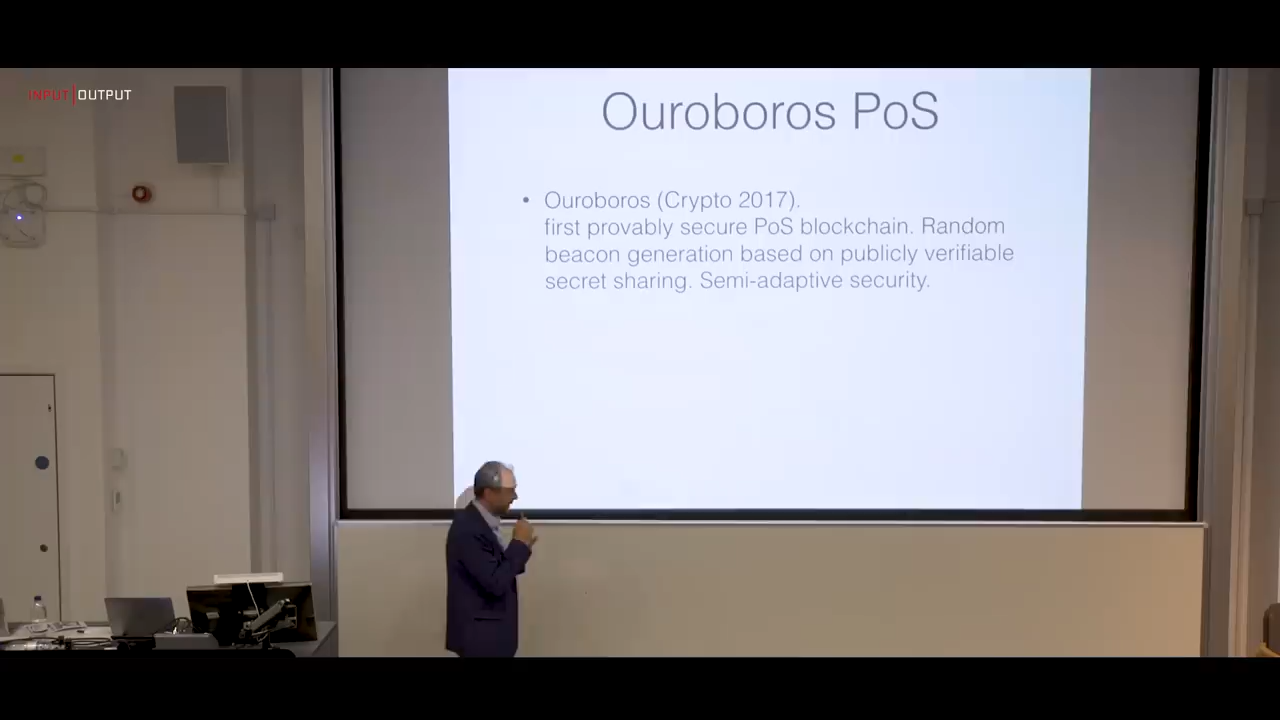 INPUT|OUTPUT
Ouroboros PoS
• Ouroboros (Crypto 2017).
first provably secure PoS blockchain. Random
beacon generation based on publicly verifiable
secret sharing. Semi-adaptive security.